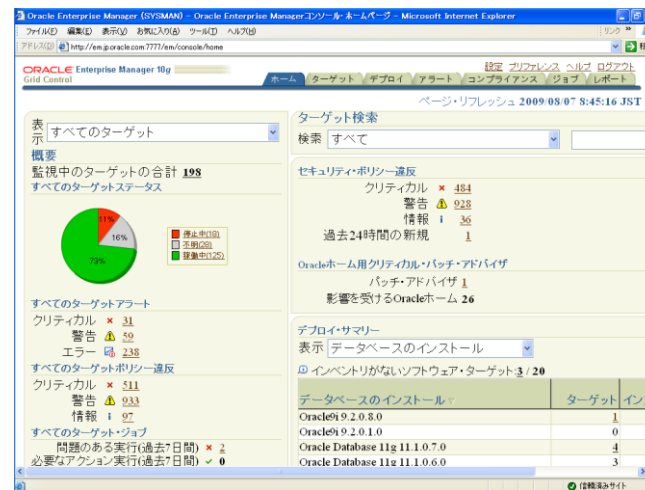 Oracle Enterprise Manager (SYSMAN) - Oracle Enterprise Managerコンソール・ホームページ - Microsoft Internet Explorer
ファイル(F) 編集(E) 表示(V) お気に入り(A) ツール(T) ヘルプ(H)
リンク »
アドレス(D) http://em.jp.oracle.com:7777/em/console/home
ORACLE Enterprise Manager 10g
Grid Control
設定 プリファレンス ヘルプ ログアウト
ホーム ターゲット デプロイ アラート コンプライアンス ジョブ レポート
ページ・リフレッシュ 2009/08/07 8:45:16 JST
表示 すべてのターゲット
概要
監視中のターゲットの合計 198
すべてのターゲットステータス
11%
16%
73%
停止中(18)
不明(28)
稼働中(125)
すべてのターゲットアラート
クリティカル × 31
警告 59
エラー 238
すべてのターゲットポリシー違反
クリティカル × 511
警告 933
情報 i 97
すべてのターゲット・ジョブ
問題のある実行(過去7日間) × 2
必要なアクション実行(過去7日間) ✓ 0
ターゲット検索
検索 すべて
セキュリティ・ポリシー違反
クリティカル × 484
警告 928
情報 i 36
過去24時間の新規 1
Oracleホーム用クリティカル・パッチ・アドバイザ
パッチ・アドバイザ 1
影響を受けるOracleホーム 26
デプロイ・サマリー
表示 データベースのインストール
インベントリがないソフトウェア・ターゲット 3 / 20
データベースのインストール ▽ ターゲット イン
Oracle9i 9.2.0.8.0 1
Oracle9i 9.2.0.1.0 0
Oracle Database 11g 11.1.0.7.0 4
Oracle Database 11g 11.1.0.6.0 3
信頼済みサイト